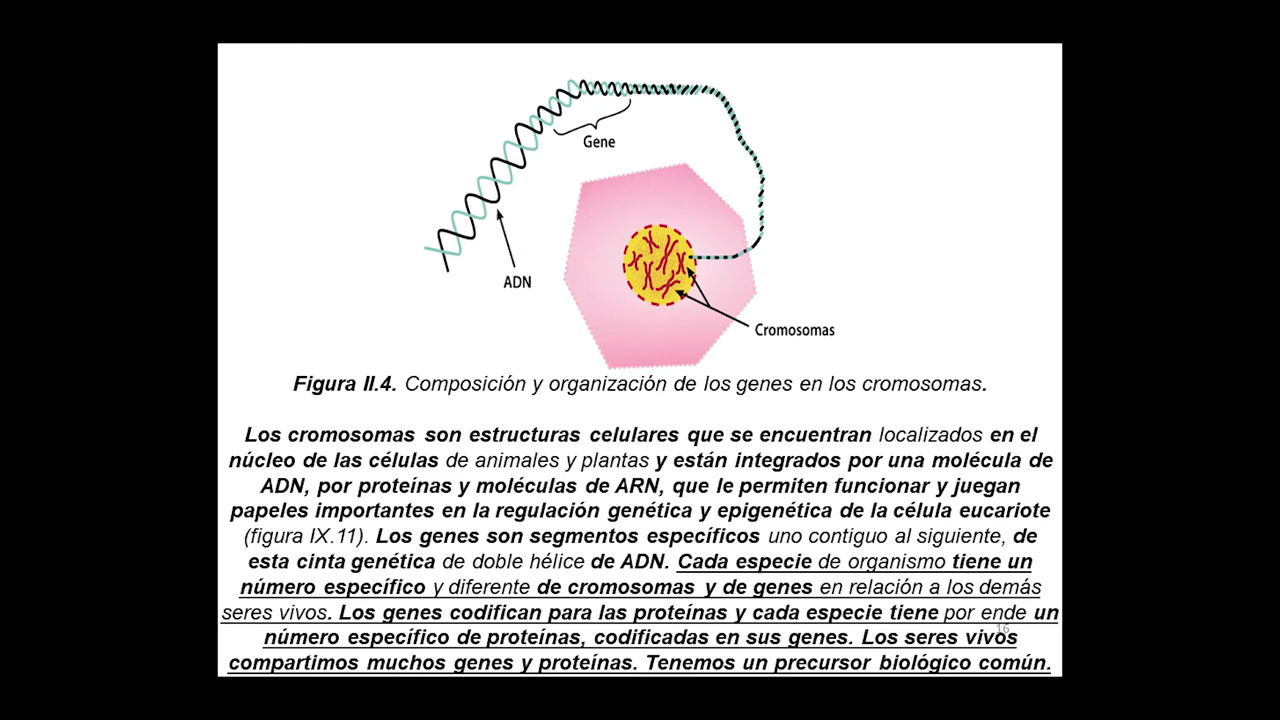 Gene
ADN
Cromosomas
Figura II.4. Composición y organización de los genes en los cromosomas.
Los cromosomas son estructuras celulares que se encuentran localizados en el
núcleo de las células de animales y plantas y están integrados por una molécula de
ADN, por proteínas y moléculas de ARN, que le permiten funcionar y juegan
papeles importantes en la regulación genética y epigenética de la célula eucariote
(figura IX.11). Los genes son segmentos específicos uno contiguo al siguiente, de
esta cinta genética de doble hélice de ADN. Cada especie de organismo tiene un
número específico y diferente de cromosomas y de genes en relación a los demás
seres vivos. Los genes codifican para las proteínas y cada especie tiene por ende un
número específico de proteínas, codificadas en sus genes. Los seres vivos
compartimos muchos genes y proteínas. Tenemos un precursor biológico común.
16